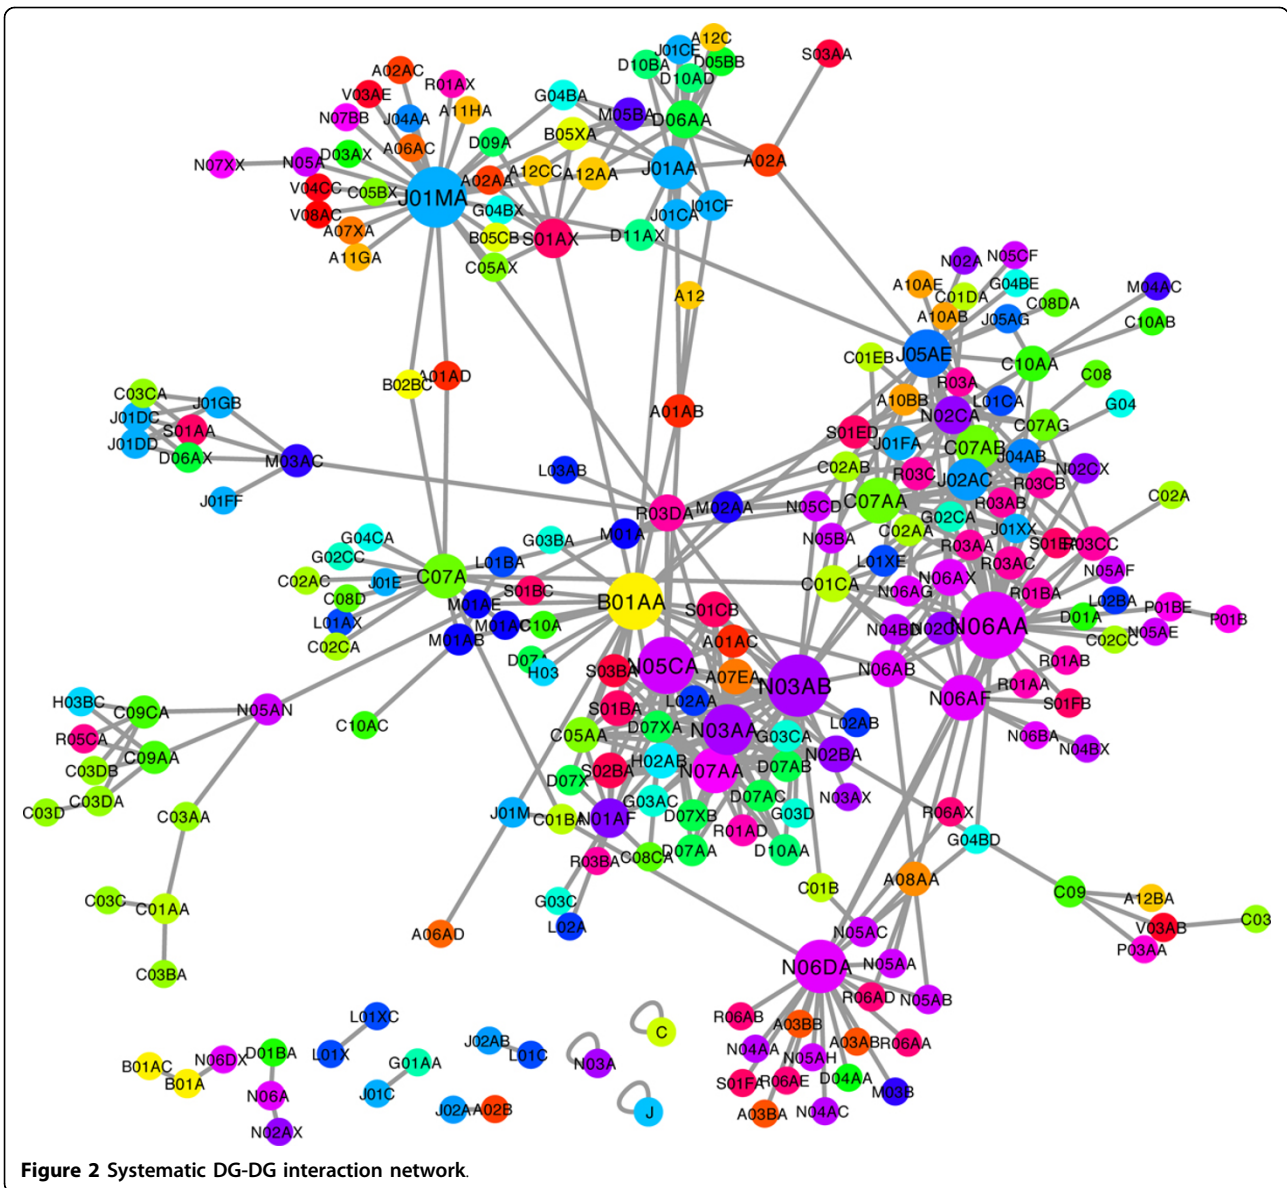 A12C
J01CE
S03AA
D10BA
D05BB
A02AC
D10AD
R01AX
V03AE
G04BA
A11HA
M05BA
N07BB
J04AA
D06AA
B05XA
D09A
A06AC
D03AX
N07XX
N05A
A02A
J01AA
A12CC
A12AA
A02AA
V04CC
C05BX
J01MA
J01CF
G04BX
J01CA
V08AC
A07XA
B05CB
S01AX
D11AX
A11GA
C05AX
N05CF
N02A
A10AE
G04BE
M04AC
C01DA
A12
C08DA
A10AB
J05AG
C10AB
J05AE
C01EB
C10AA
A01AD
B02BC
R03A
C08
C03CA
J01GB
A10BB
L01CA
G04
A01AB
J01DC
N02CA
S01AA
S01ED
C07AG
J01DD
J01FA
C07AB
D06AX
M03AC
J04AB
L03AB
C02AB
R03C
N02CX
J02AC
R03CB
J01FF
C07AA
C02A
R03AB
M02AA
N05CD
R03DA
G02CA
J01XX
M01A
C02AA
G04CA
G03BA
N05BA
R03AA
S01EA
R03CC
G02CC
L01BA
L01XE
R03AC
N05AF
C02AC
J01E
C07A
C01CA
N06AX
C08D
S01BC
N06AG
R01BA
L02BA
M01AE
B01AA
S01CB
P01BE
L01AX
M01AC
C10A
D01A
P01B
N04BD
N06AA
N05AE
C02CA
M01AB
A01AC
C02CC
D07A
R01AB
H03
S03BA
N05CA
N06AB
A07EA
N03AB
R01AA
N06AF
L02AA
S01FB
H03BC
C09CA
N05AN
S01BA
C10AC
D07XA
N03AA
L02AB
R05CA
C05AA
G03CA
N06BA
N04BX
C09AA
H02AB
N02BA
C03DB
S02BA
N07AA
D07AB
D07X
C03DA
G03AC
D07AC
N03AX
C03D
C03AA
J01M
C01BA
N01AF
D07XB
G03D
R06AX
R01AD
G04BD
R03BA
C08CA
D07AA
D10AA
A08AA
C01B
C09
C03C
C01AA
G03C
A12BA
L02A
V03AB
C03
A06AD
N05AC
P03AA
N06DA
N05AA
C03BA
R06AD
N05AB
L01XC
R06AB
A03BB
C
J02AB
A03AB
R06AA
L01X
D01BA
N06DX
L01C
N04AA
N05AH
G01AA
N03A
B01AC
B01A
S01FA
R06AE
D04AA
M03B
N06A
J01C
J02AA
A02B
J
A03BA
N04AC
N02AX
Figure 2 Systematic DG-DG interaction network.